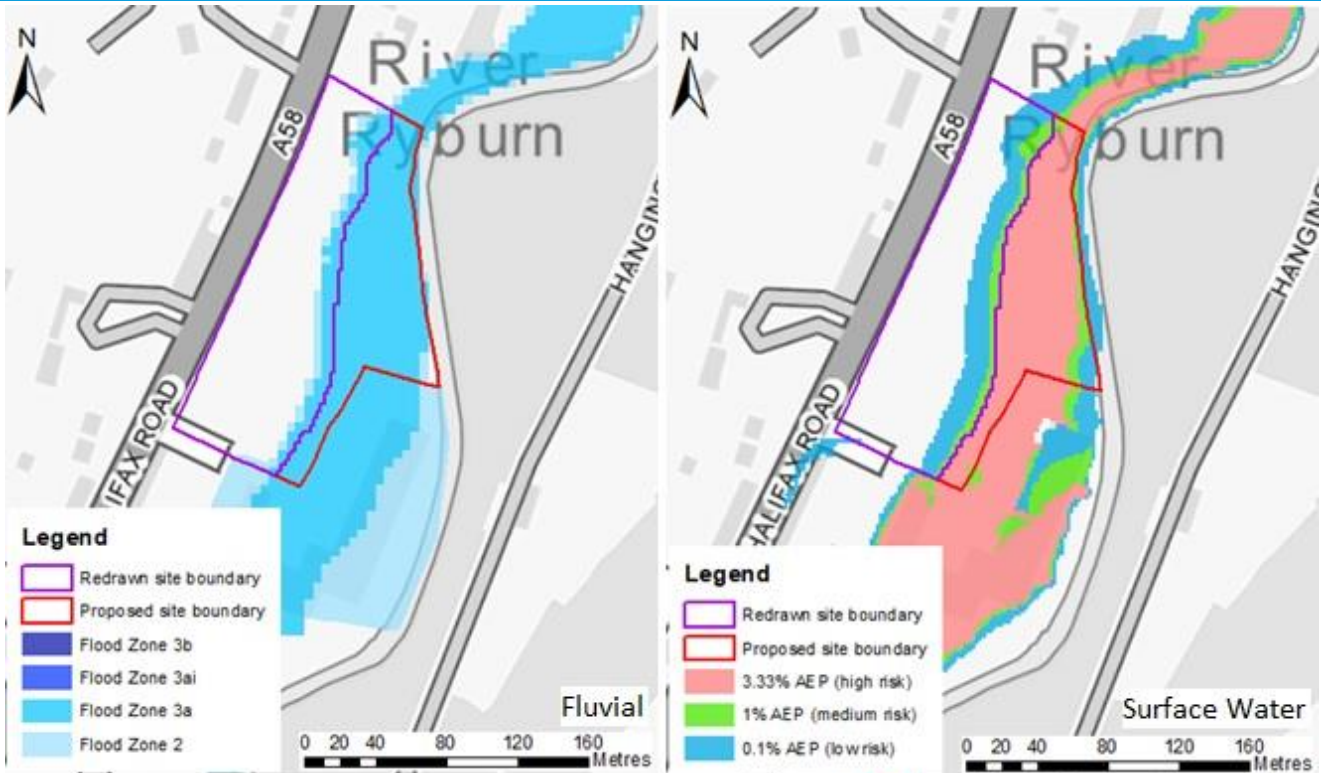 N
River
Ryburn
A58
HANGING
IFAX ROAD
Legend
Redrawn site boundary
Proposed site boundary
Flood Zone 3b
Flood Zone 3ai
Flood Zone 3a
Flood Zone 2
Fluvial
0 20 40 80 120 160
Metres
N
River
Ryburn
A58
HANGING
HALIFAX ROAD
Legend
Redrawn site boundary
Proposed site boundary
3.33% AEP (high risk)
1% AEP (medium risk)
0.1% AEP (low risk)
Surface Water
0 20 40 80 120 160
Metres